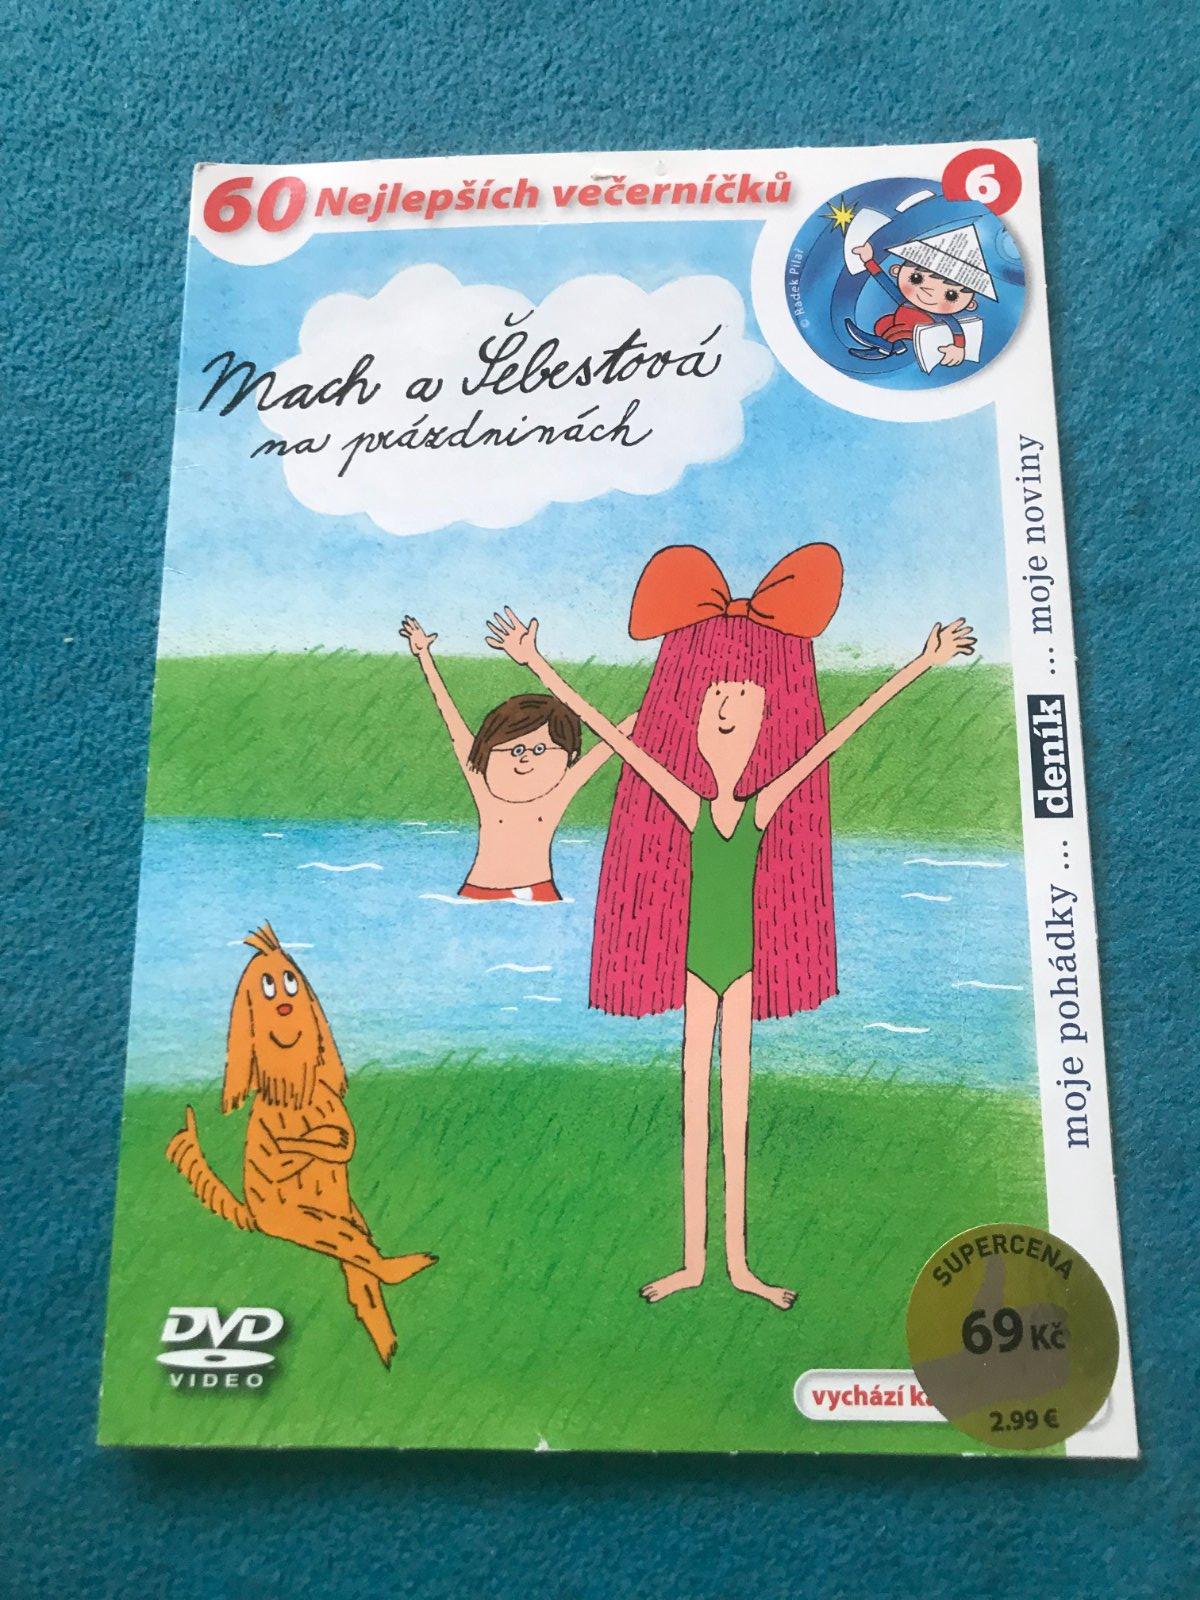 60 Nejlepších večerníčků
6
© Radek Pilař
Mach a Šebestová
na prázdninách
moje pohádky ... deník ... moje noviny
DVD
VIDEO
SUPERCENA
69 Kč
2.99 €
vychází